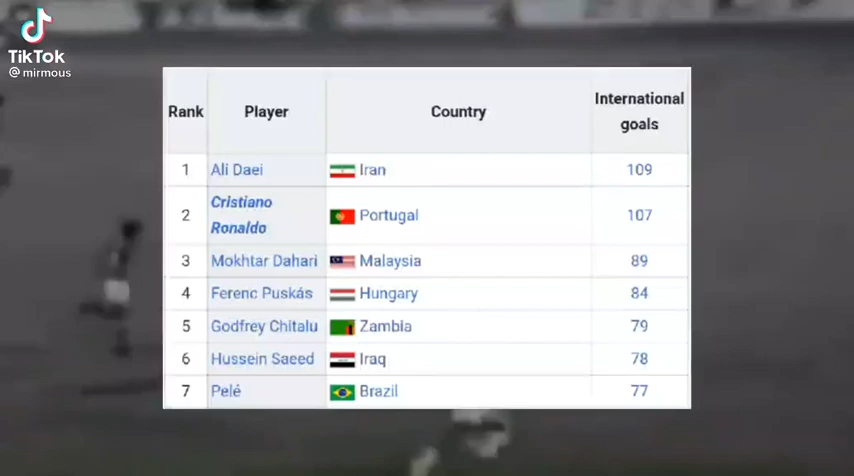 TikTok
@mirmous
Rank Player Country International goals
1 Ali Daei Iran 109
2 Cristiano Ronaldo Portugal 107
3 Mokhtar Dahari Malaysia 89
4 Ferenc Puskás Hungary 84
5 Godfrey Chitalu Zambia 79
6 Hussein Saeed Iraq 78
7 Pelé Brazil 77